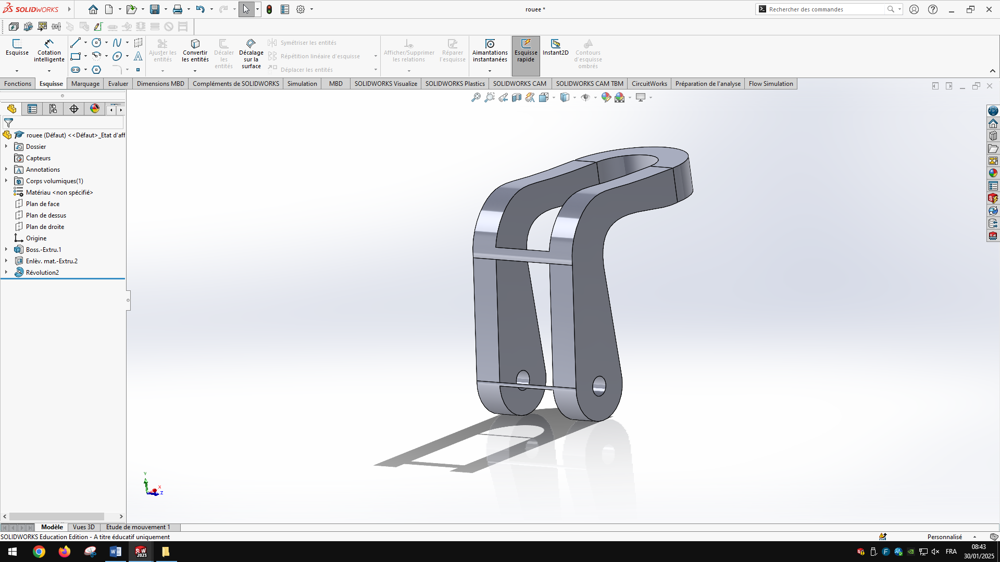 SOLIDWORKS
rouee *
Rechercher des commandes
Esquisse
Cotation intelligente
Ajuster les entités
Convertir les entités
Décaler les entités
Décalage sur la surface
Symétriser les entités
Répétition linéaire d'esquisse
Déplacer les entités
Afficher/Supprimer les relations
Réparer l'esquisse
Aimantations instantanées
Esquisse rapide
Instant2D
Contours d'esquisse ombrés
Fonctions
Esquisse
Marquage
Evaluer
Dimensions MBD
Compléments de SOLIDWORKS
Simulation
MBD
SOLIDWORKS Visualize
SOLIDWORKS Plastics
SOLIDWORKS CAM
SOLIDWORKS CAM TBM
CircuitWorks
Préparation de l'analyse
Flow Simulation
rouee (Défaut) <<Défaut>_Etat d'aff
Dossier
Capteurs
Annotations
Corps volumiques(1)
Matériau <non spécifié>
Plan de face
Plan de dessus
Plan de droite
Origine
Boss.-Extru.1
Enlèv. mat.-Extru.2
Révolution2
Y
X
Z
Modèle
Vues 3D
Etude de mouvement 1
SOLIDWORKS Education Edition - A titre éducatif uniquement
Personnalisé
FRA
08:43
30/01/2025